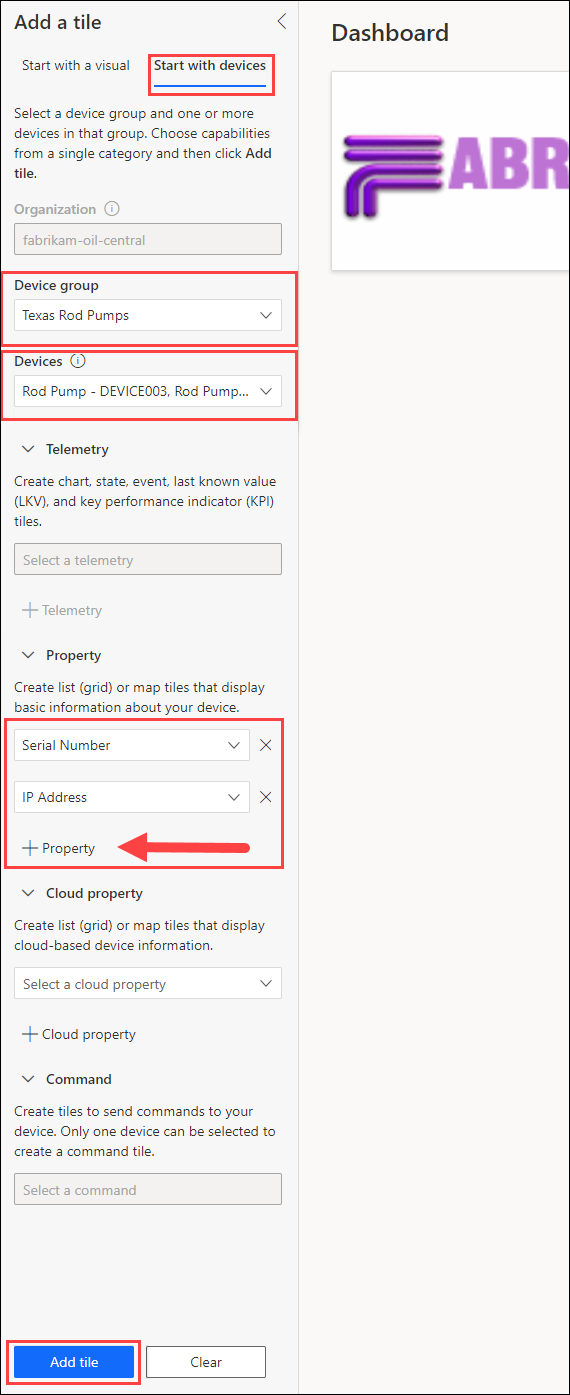 Add a tile
Dashboard
Start with a visual
Start with devices
Select a device group and one or more
devices in that group. Choose capabilities
from a single category and then click Add
tile.
Organization
fabrikam-oil-central
Device group
Texas Rod Pumps
Devices
Rod Pump - DEVICE003, Rod Pump...
Telemetry
Create chart, state, event, last known value
(LKV), and key performance indicator (KPI)
tiles.
Select a telemetry
Telemetry
Property
Create list (grid) or map tiles that display
basic information about your device.
Serial Number
IP Address
Property
Cloud property
Create list (grid) or map tiles that display
cloud-based device information.
Select a cloud property
Cloud property
Command
Create tiles to send commands to your
device. Only one device can be selected to
create a command tile.
Select a command
Add tile
Clear
FABR